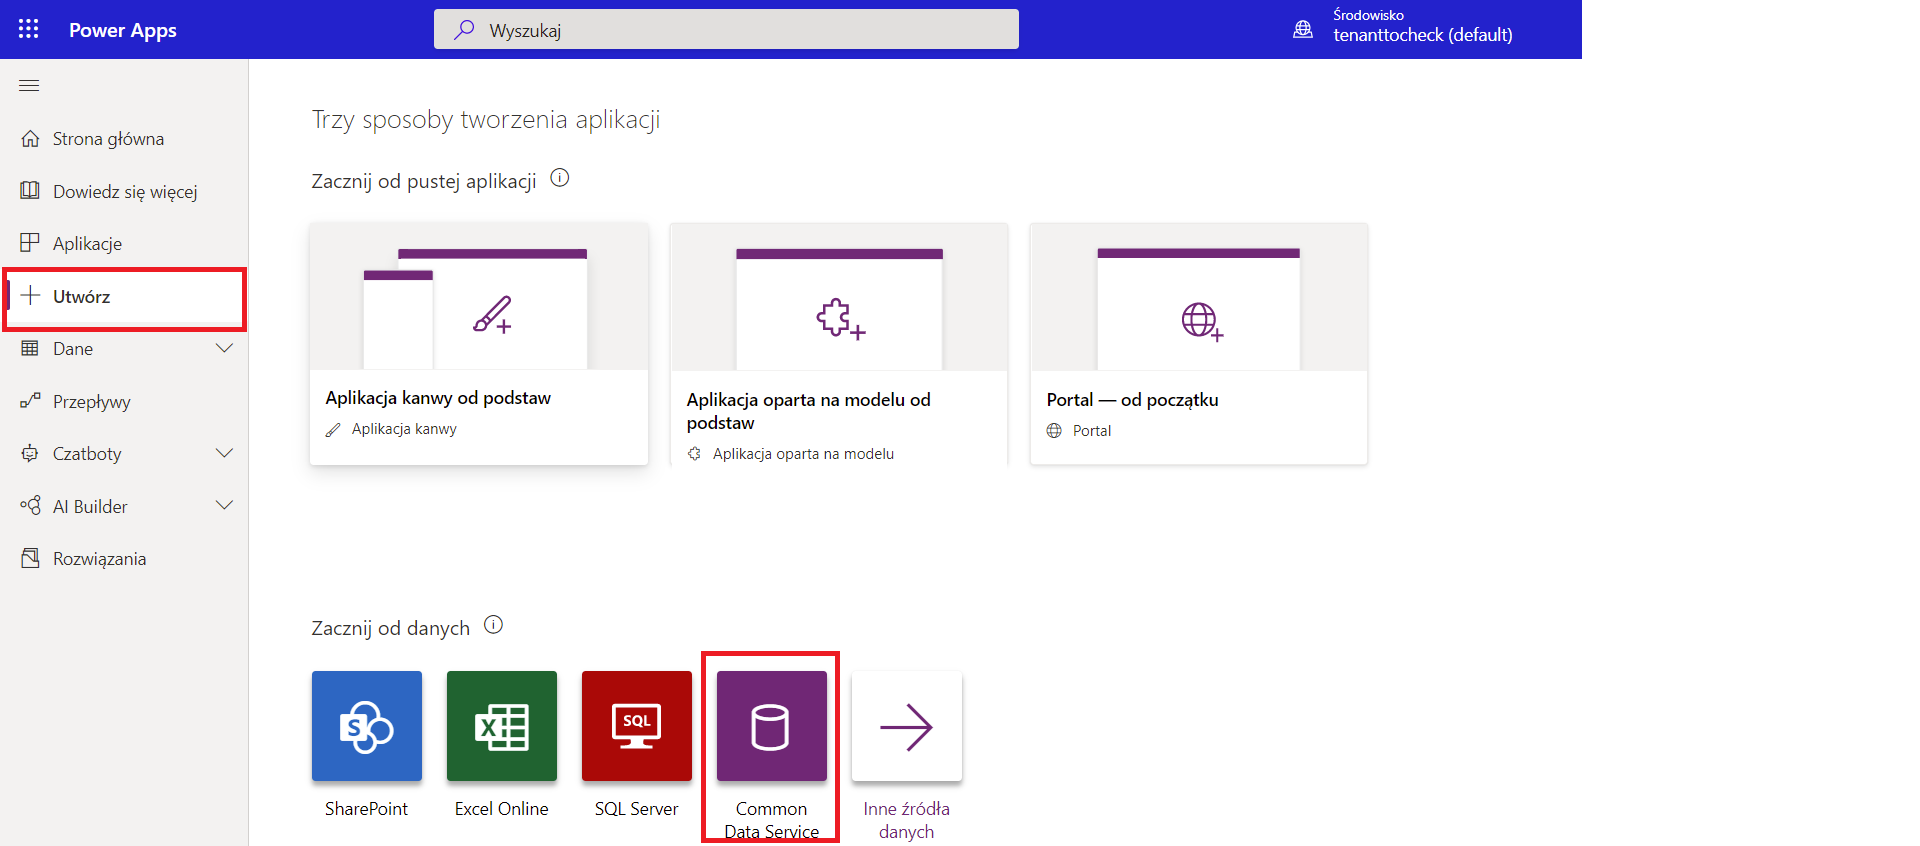 Power Apps
Wyszukaj
Środowisko
tenanttocheck (default)
Strona główna
Dowiedz się więcej
Aplikacje
Utwórz
Dane
Przepływy
Czatboty
AI Builder
Rozwiązania
Trzy sposoby tworzenia aplikacji
Zacznij od pustej aplikacji
Aplikacja kanwy od podstaw
Aplikacja kanwy
Aplikacja oparta na modelu od
podstaw
Aplikacja oparta na modelu
Portal — od początku
Portal
Zacznij od danych
S
X
SQL
SharePoint
Excel Online
SQL Server
Common
Data Service
Inne źródła
danych